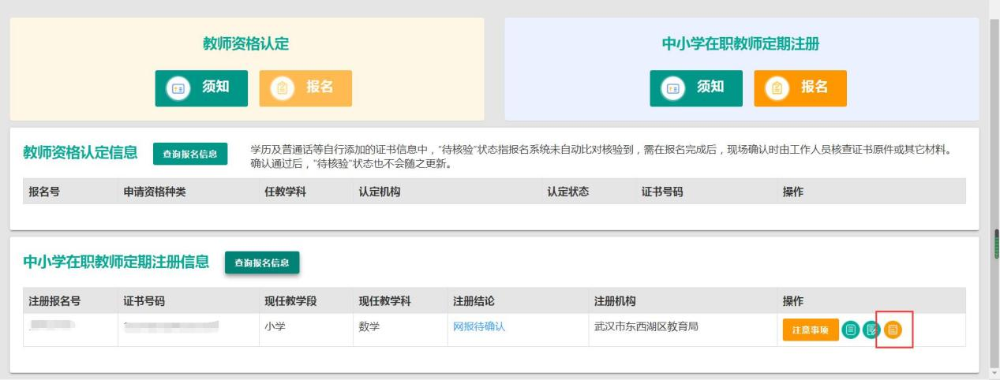 教师资格认定
须知
报名
中小学在职教师定期注册
须知
报名
教师资格认定信息
查询报名信息
学历及普通话等自行添加的证书信息中，"待核验"状态指报名系统未自动比对核验到，需在报名完成后，现场确认时由工作人员核查证书原件或其它材料。
确认通过后，"待核验"状态也不会随之更新。
报名号 申请资格种类 任教学科 认定机构 认定状态 证书号码 操作
中小学在职教师定期注册信息
查询报名信息
注册报名号 证书号码 现任教学段 现任教学科 注册结论 注册机构 操作
小学 数学 网报待确认 武汉市东西湖区教育局 注意事项